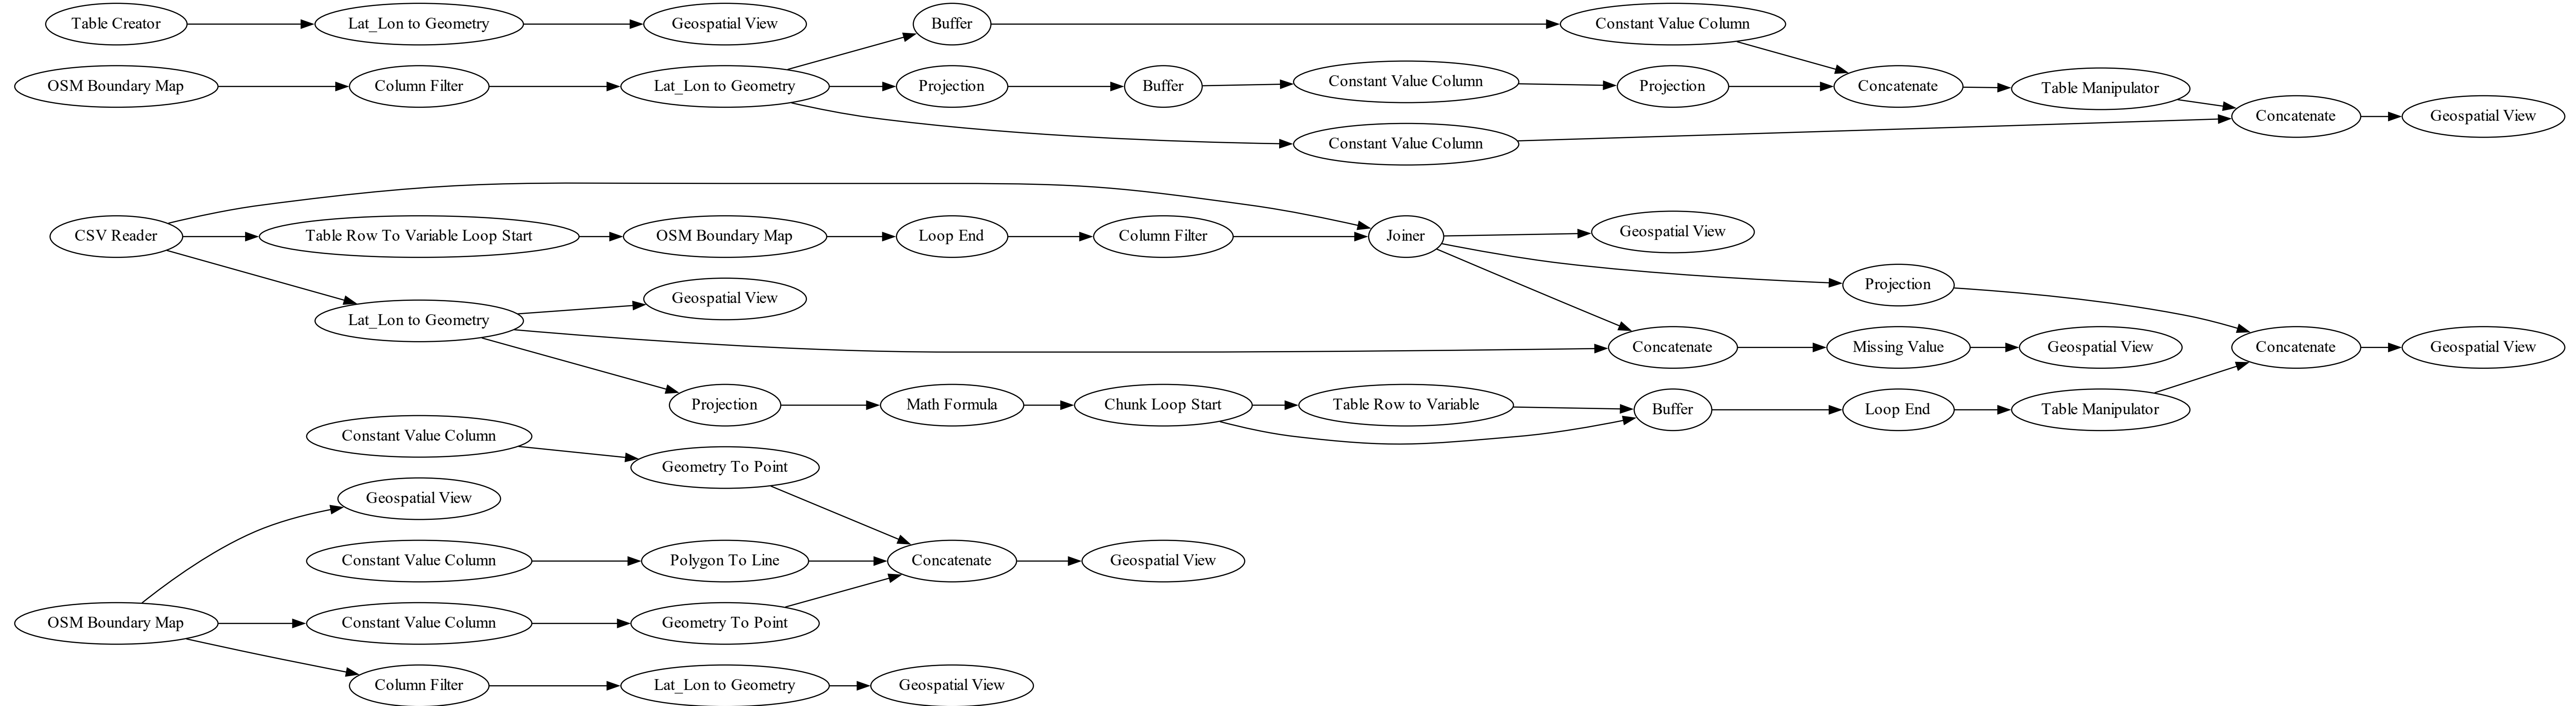 Table Creator
Lat_Lon to Geometry
Geospatial View
Buffer
Constant Value Column
OSM Boundary Map
Column Filter
Lat_Lon to Geometry
Projection
Buffer
Constant Value Column
Projection
Concatenate
Table Manipulator
Concatenate
Geospatial View
Constant Value Column
CSV Reader
Table Row To Variable Loop Start
OSM Boundary Map
Loop End
Column Filter
Joiner
Geospatial View
Projection
Geospatial View
Lat_Lon to Geometry
Concatenate
Missing Value
Geospatial View
Concatenate
Geospatial View
Projection
Math Formula
Chunk Loop Start
Table Row to Variable
Buffer
Loop End
Table Manipulator
Constant Value Column
Geometry To Point
Geospatial View
Constant Value Column
Polygon To Line
Concatenate
Geospatial View
OSM Boundary Map
Constant Value Column
Geometry To Point
Column Filter
Lat_Lon to Geometry
Geospatial View